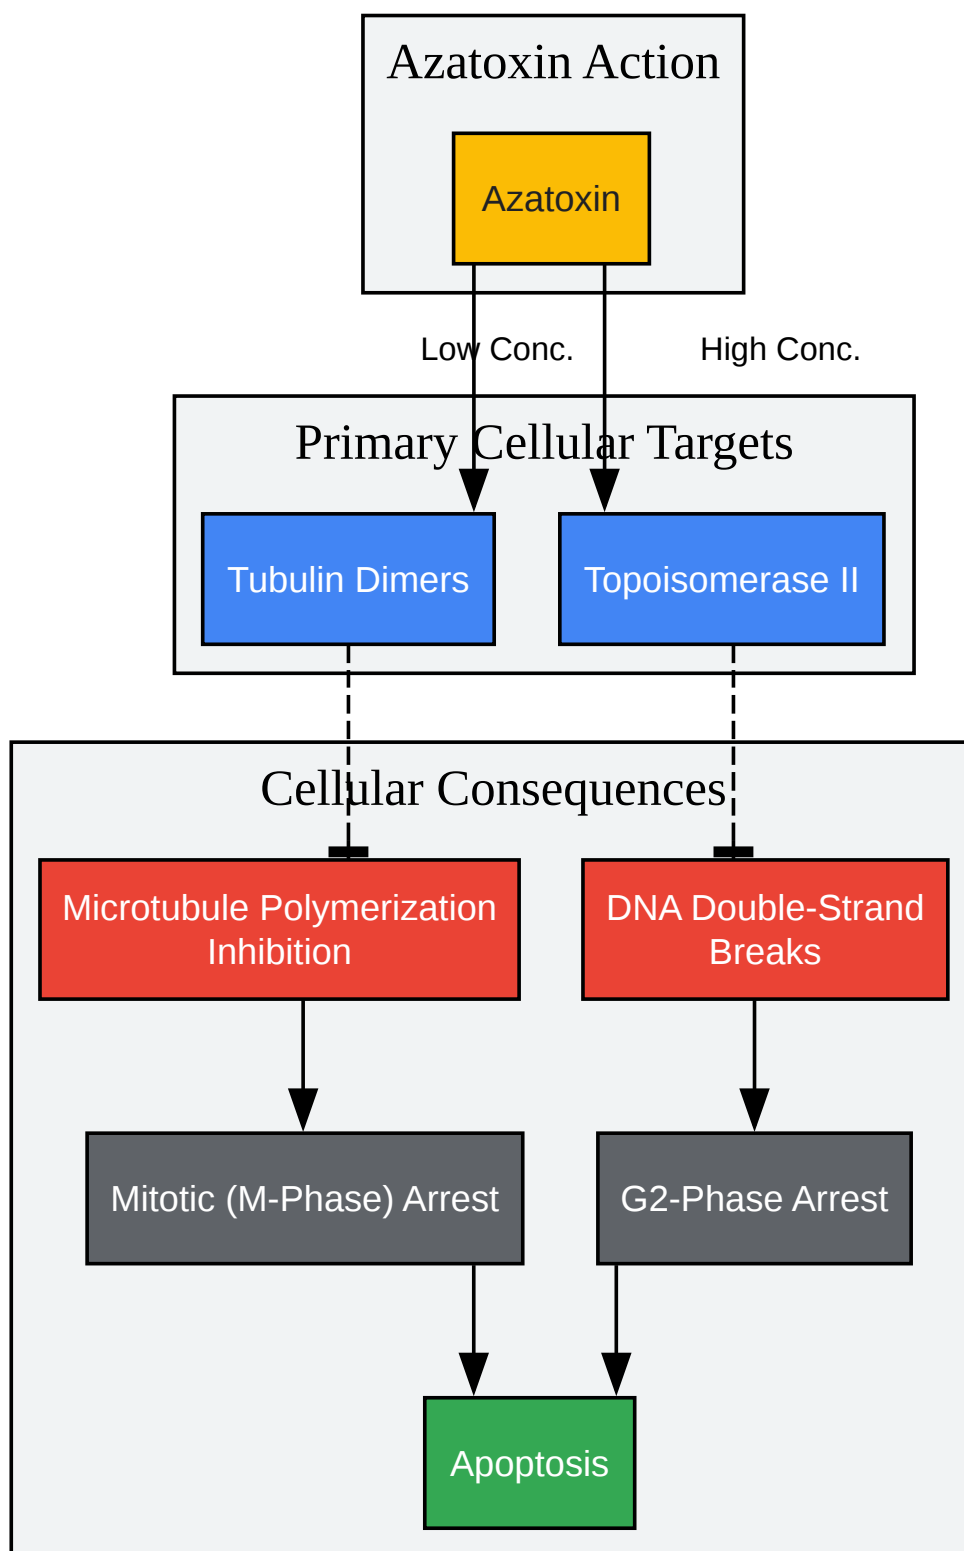 Azatoxin Action
Azatoxin
Low Conc.
High Conc.
Primary Cellular Targets
Tubulin Dimers
Topoisomerase II
Cellular Consequences
Microtubule Polymerization
Inhibition
DNA Double-Strand
Breaks
Mitotic (M-Phase) Arrest
G2-Phase Arrest
Apoptosis